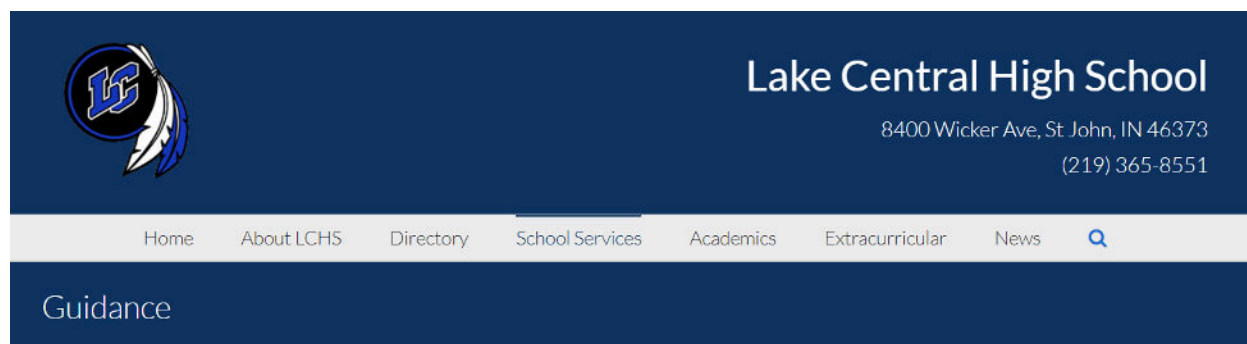 LC
Lake Central High School
8400 Wicker Ave, St John, IN 46373
(219) 365-8551
Home About LCHS Directory School Services Academics Extracurricular News
Guidance